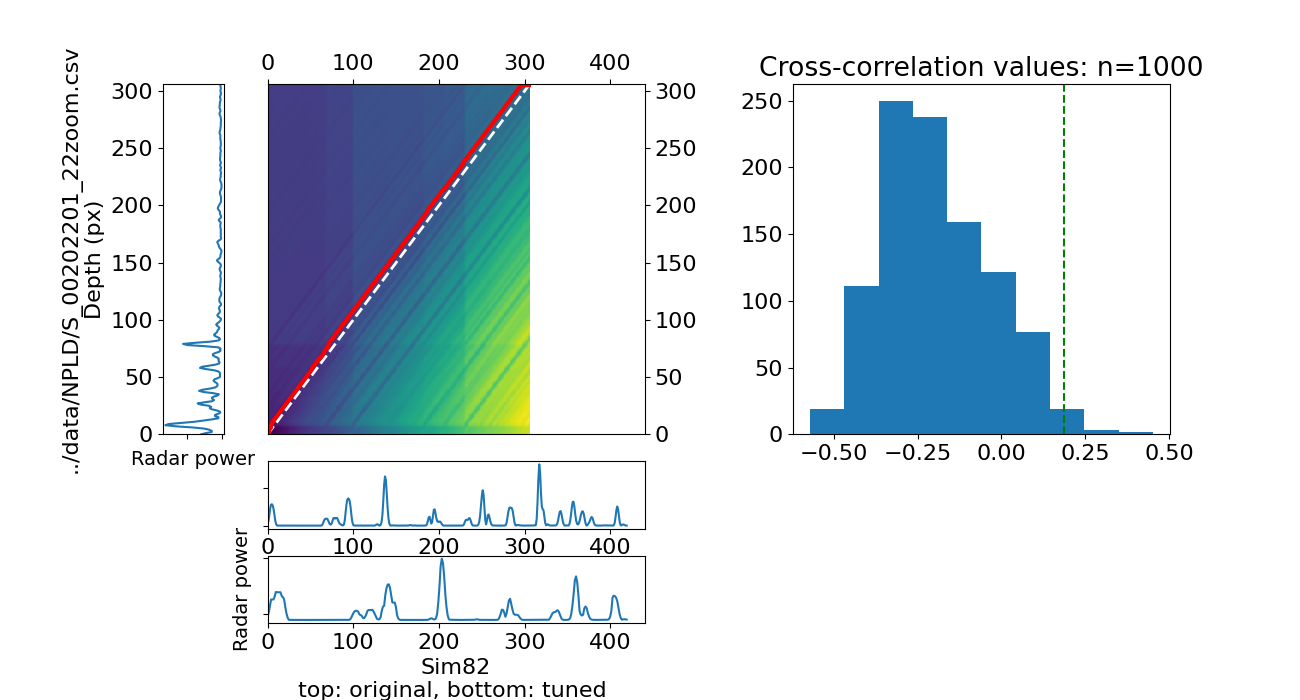 0 100 200 300 400
Cross-correlation values: n=1000
../data/NPLD/S_00202201_22zoom.csv
Depth (px)
300
250
200
150
100
50
0
Radar power
300
250
200
150
100
50
0
250
200
150
100
50
0
−0.50 −0.25 0.00 0.25 0.50
0 100 200 300 400
Radar power
0 100 200 300 400
Sim82
top: original, bottom: tuned